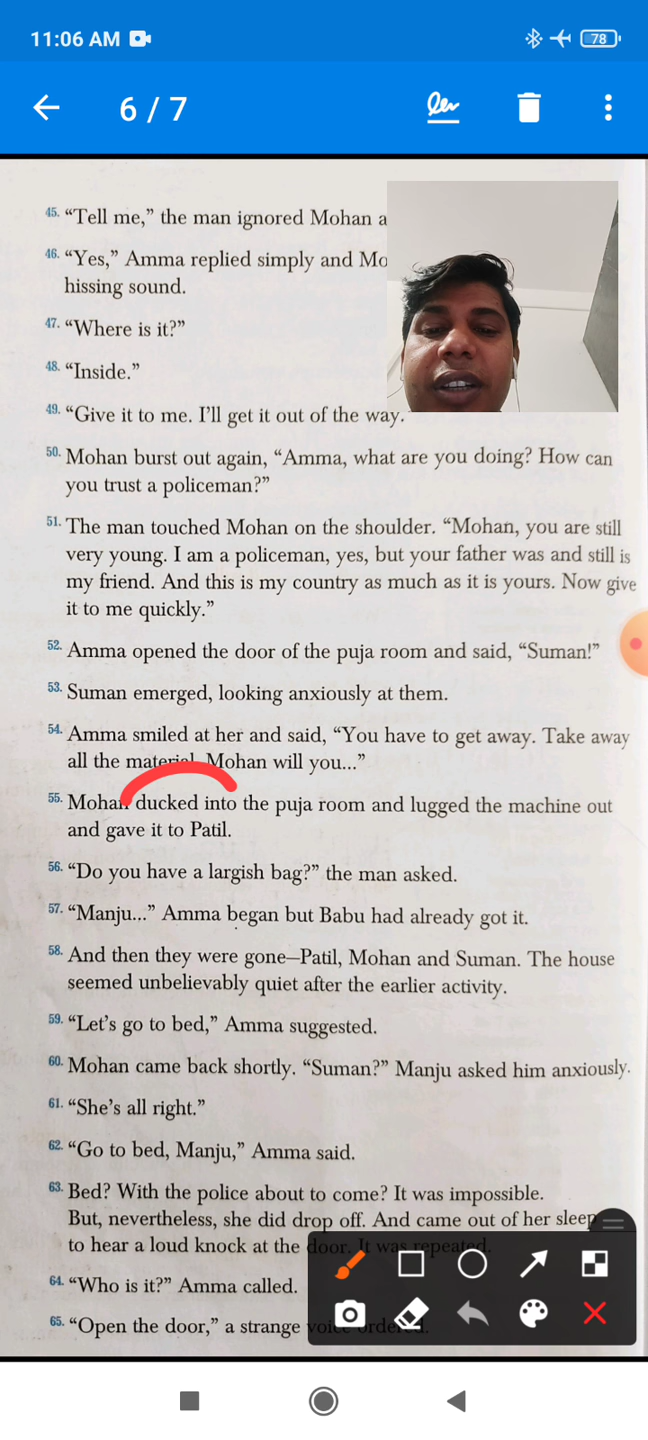 11:06 AM
78
6 / 7
45. “Tell me,” the man ignored Mohan a
46. “Yes,” Amma replied simply and Mo
hissing sound.
47. “Where is it?”
48. “Inside.”
49. “Give it to me. I’ll get it out of the way.
50. Mohan burst out again, “Amma, what are you doing? How can
you trust a policeman?”
51. The man touched Mohan on the shoulder. “Mohan, you are still
very young. I am a policeman, yes, but your father was and still is
my friend. And this is my country as much as it is yours. Now give
it to me quickly.”
52. Amma opened the door of the puja room and said, “Suman!”
53. Suman emerged, looking anxiously at them.
54. Amma smiled at her and said, “You have to get away. Take away
all the material. Mohan will you...”
55. Mohan ducked into the puja room and lugged the machine out
and gave it to Patil.
56. “Do you have a largish bag?” the man asked.
57. “Manju...” Amma began but Babu had already got it.
58. And then they were gone—Patil, Mohan and Suman. The house
seemed unbelievably quiet after the earlier activity.
59. “Let’s go to bed,” Amma suggested.
60. Mohan came back shortly. “Suman?” Manju asked him anxiously.
61. “She’s all right.”
62. “Go to bed, Manju,” Amma said.
63. Bed? With the police about to come? It was impossible.
But, nevertheless, she did drop off. And came out of her sleep
to hear a loud knock at the door. It was repeated.
64. “Who is it?” Amma called.
65. “Open the door,” a strange voice ordered.